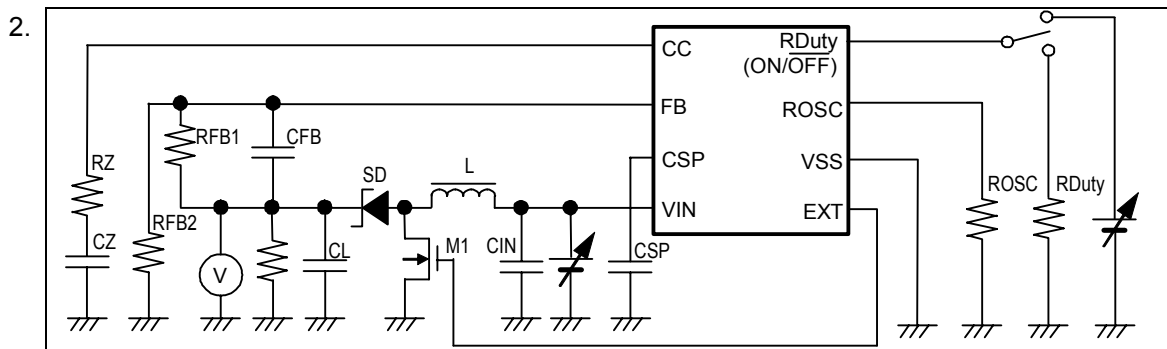 2.
CC
RDuty
(ON/OFF)
FB
ROSC
RFB1
CFB
CSP
VSS
RZ
SD
L
ROSC
RDuty
VIN
EXT
RFB2
M1
CIN
CSP
CZ
V
CL